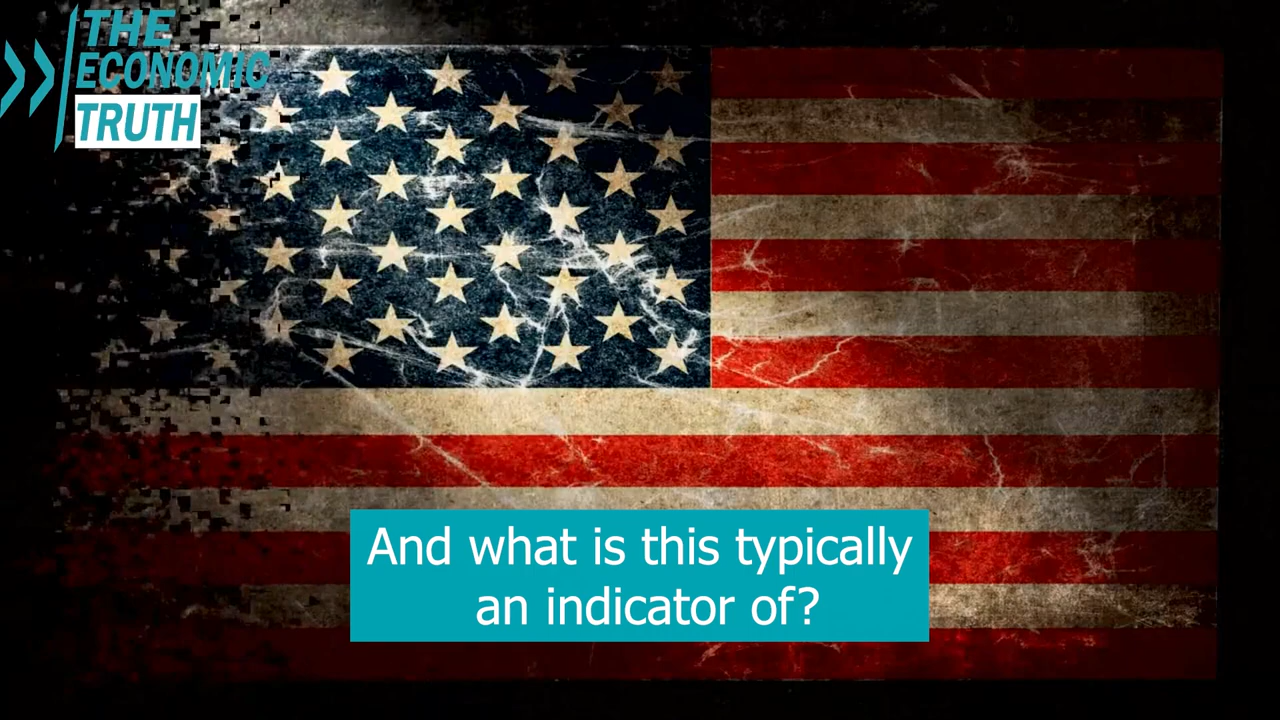 THE
ECONOMIC
TRUTH
And what is this typically
an indicator of?